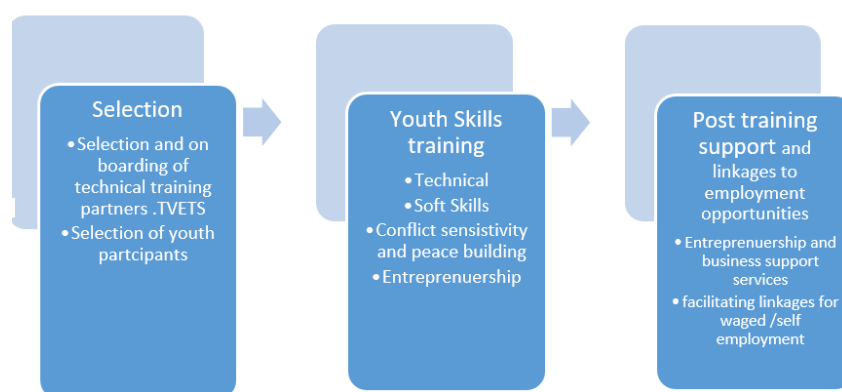 Selection
•Selection and on
boarding of
technical training
partners .TVETS
•Selection of youth
partcipants
Youth Skills
training
•Technical
•Soft Skills
•Conflict sensistivity
and peace building
•Entreprenuership
Post training
support and
linkages to
employment
opportunities
•Entreprenuership and
business support
services
•facilitating linkages for
waged /self
employment